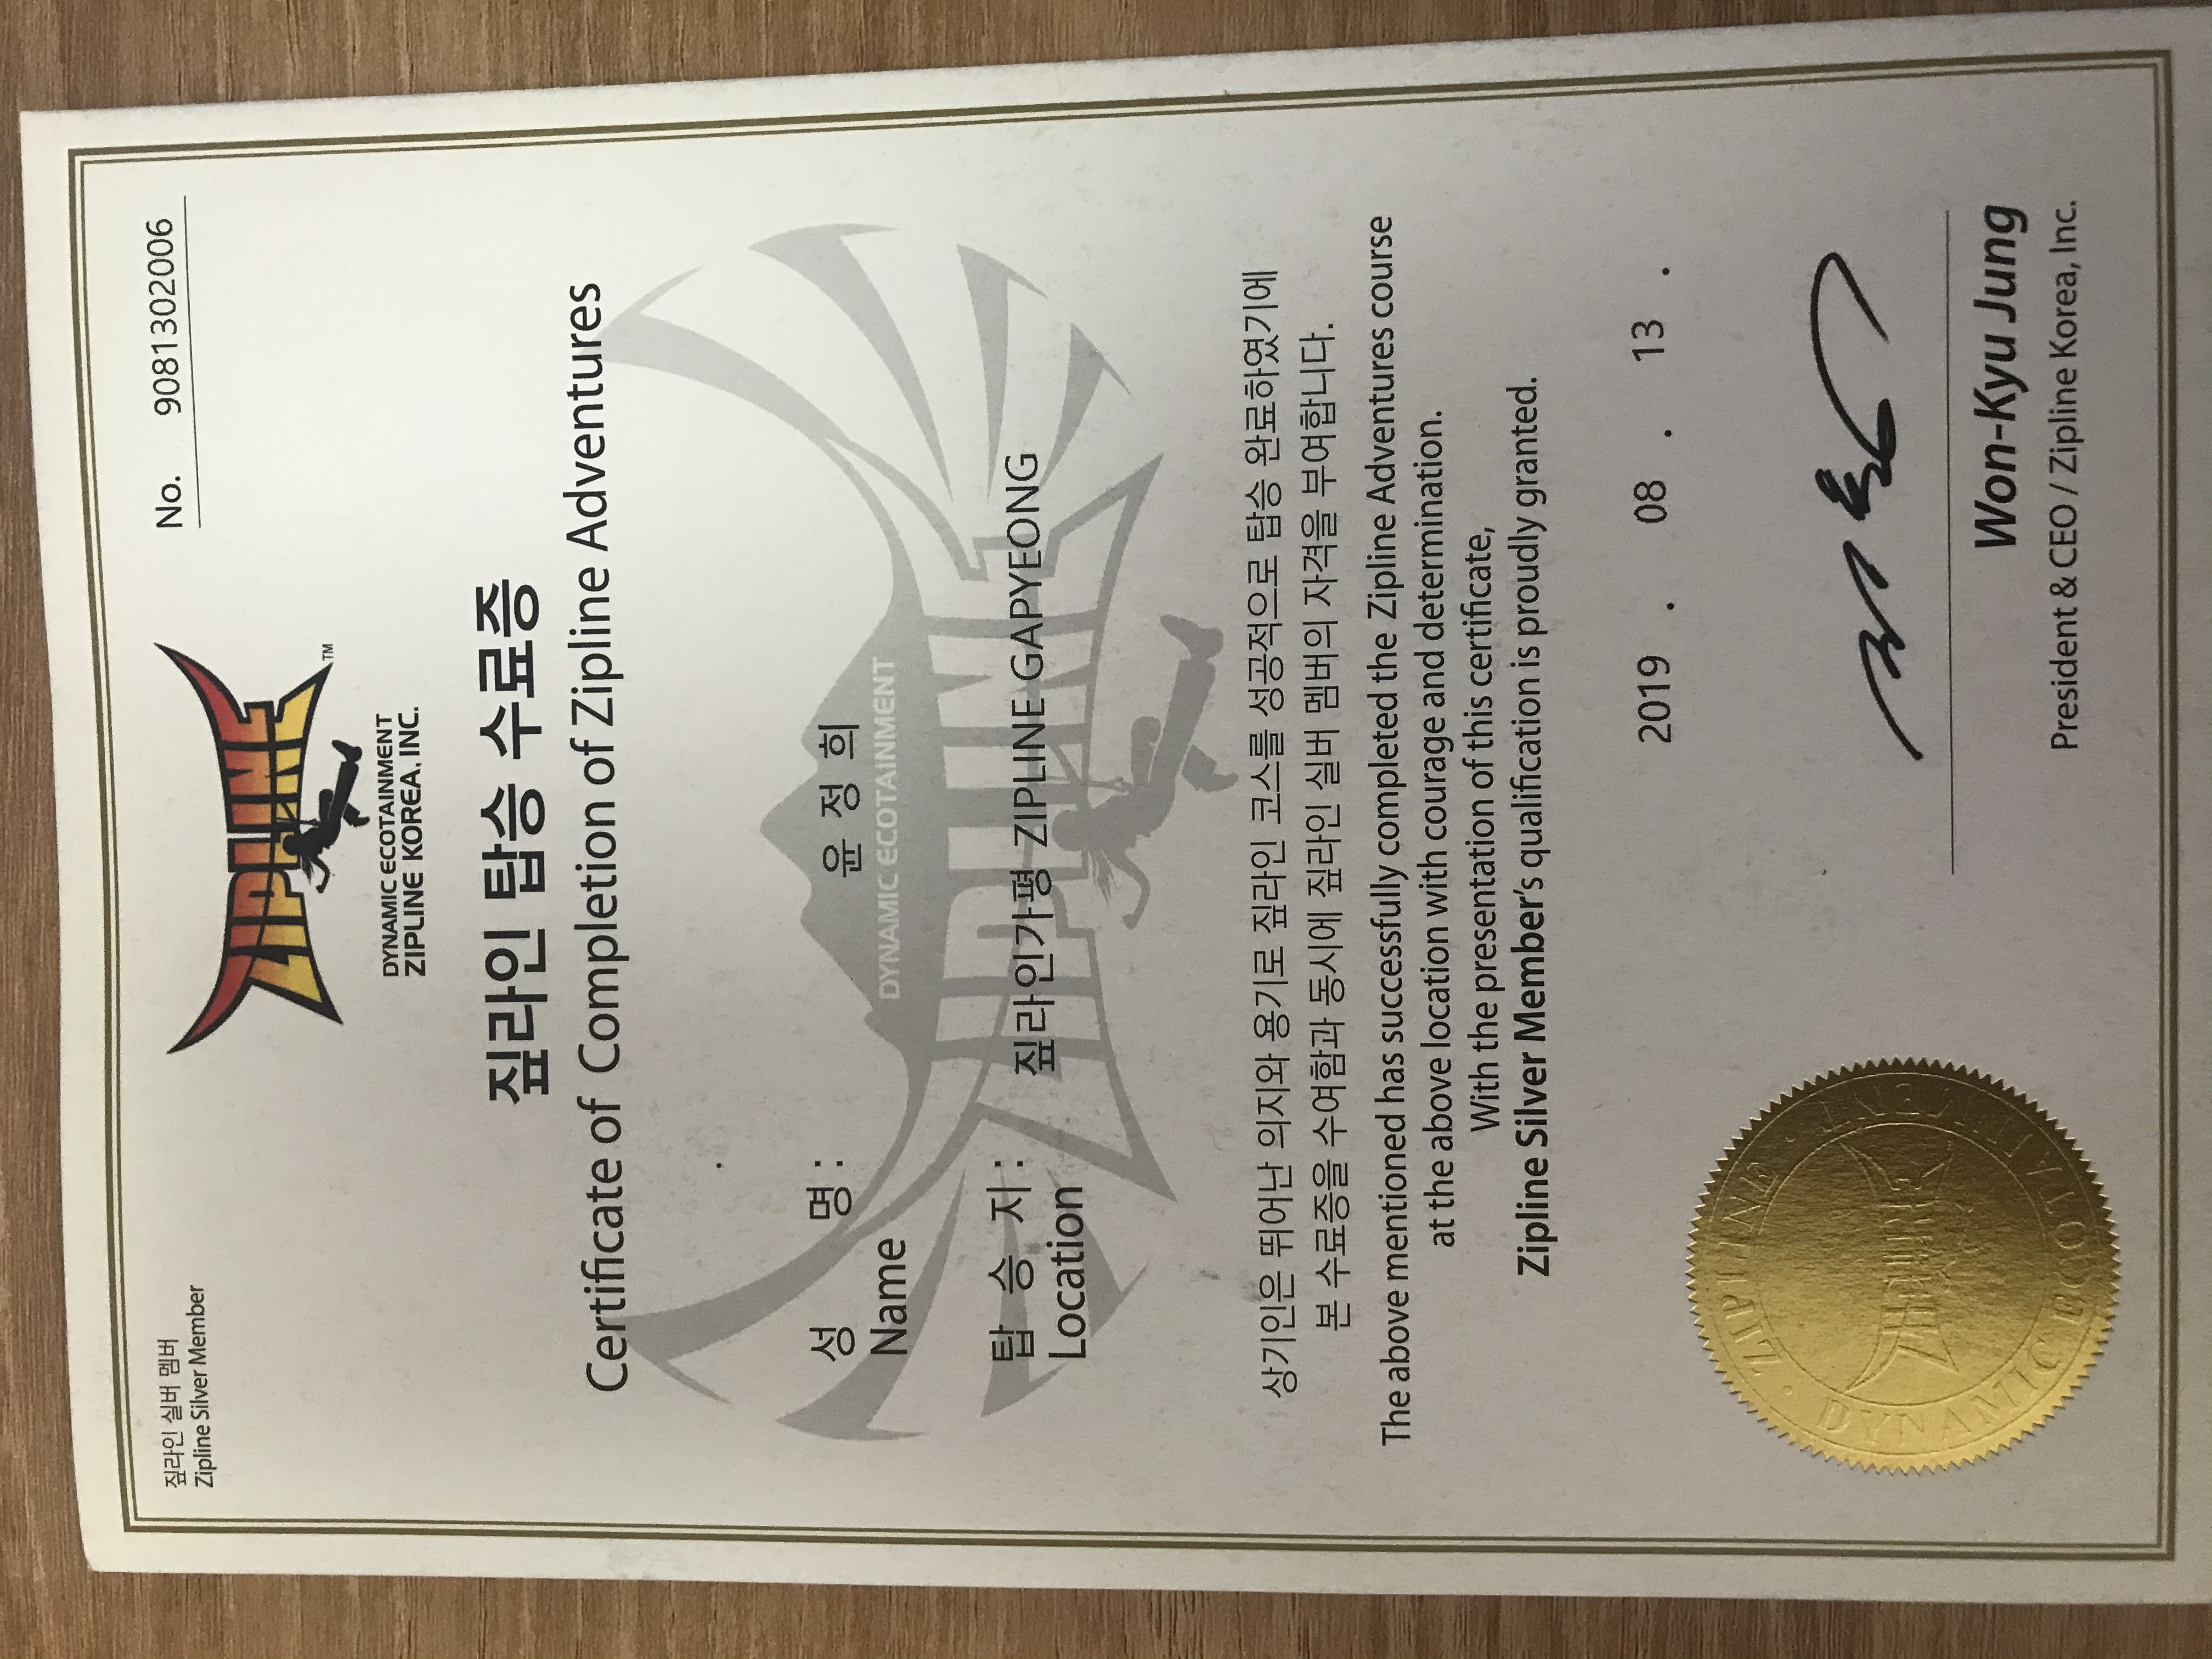 짚라인 실버 멤버
Zipline Silver Member
No. 9081302006
ZIPLINE™
DYNAMIC ECOTAINMENT
ZIPLINE KOREA, INC.
짚라인 탑승 수료증
Certificate of Completion of Zipline Adventures
성 명 : 윤 정 희
Name
DYNAMIC ECOTAINMENT
ZIPLINE
탑 승 지 : 짚라인가평 ZIPLINE GAPYEONG
Location
상기인은 뛰어난 의지와 용기로 짚라인 코스를 성공적으로 탑승 완료하였기에
본 수료증을 수여함과 동시에 짚라인 실버 멤버의 자격을 부여합니다.
The above mentioned has successfully completed the Zipline Adventures course
at the above location with courage and determination.
With the presentation of this certificate,
Zipline Silver Member's qualification is proudly granted.
2019 . 08 . 13 .
Won-Kyu Jung
President & CEO / Zipline Korea, Inc.
ZIPLINE
DYNAMIC ECOTAINMENT
ZIPLINE